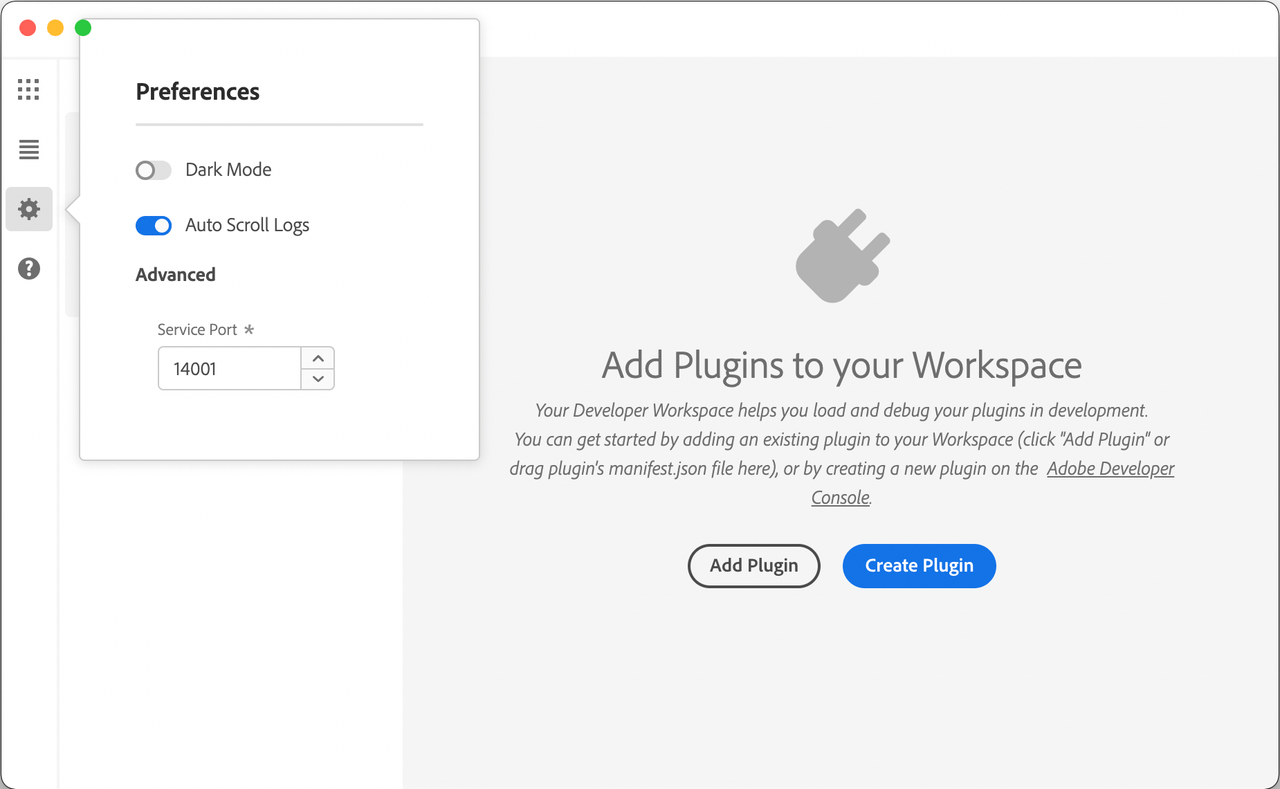 Preferences
Dark Mode
Auto Scroll Logs
Advanced
Service Port *
14001
Add Plugins to your Workspace
Your Developer Workspace helps you load and debug your plugins in development.
You can get started by adding an existing plugin to your Workspace (click "Add Plugin" or
drag plugin's manifest.json file here), or by creating a new plugin on the Adobe Developer
Console.
Add Plugin
Create Plugin